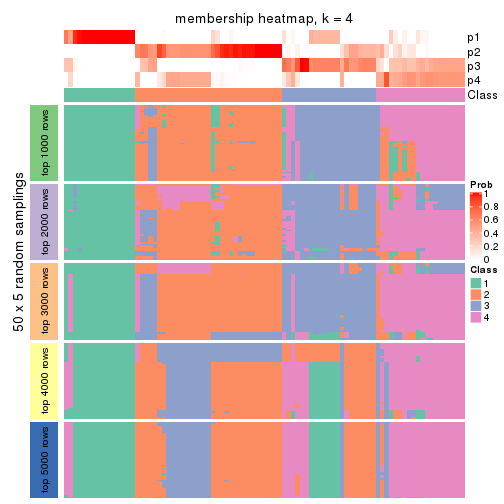 membership heatmap, k = 4
p1
p2
p3
p4
Class
50 x 5 random samplings
top 1000 rows
top 2000 rows
top 3000 rows
top 4000 rows
top 5000 rows
Prob
1
0.8
0.6
0.4
0.2
0
Class
1
2
3
4